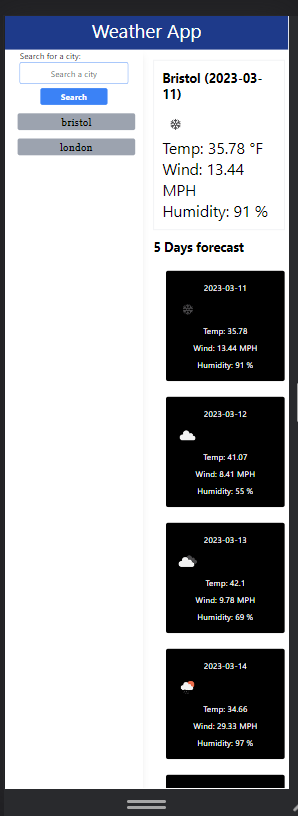 Weather App
Search for a city:
Search a city
Search
bristol
london
Bristol (2023-03-
11)
Temp: 35.78 °F
Wind: 13.44
MPH
Humidity: 91 %
5 Days forecast
2023-03-11
Temp: 35.78
Wind: 13.44 MPH
Humidity: 91 %
2023-03-12
Temp: 41.07
Wind: 8.41 MPH
Humidity: 55 %
2023-03-13
Temp: 42.1
Wind: 9.78 MPH
Humidity: 69 %
2023-03-14
Temp: 34.66
Wind: 29.33 MPH
Humidity: 97 %